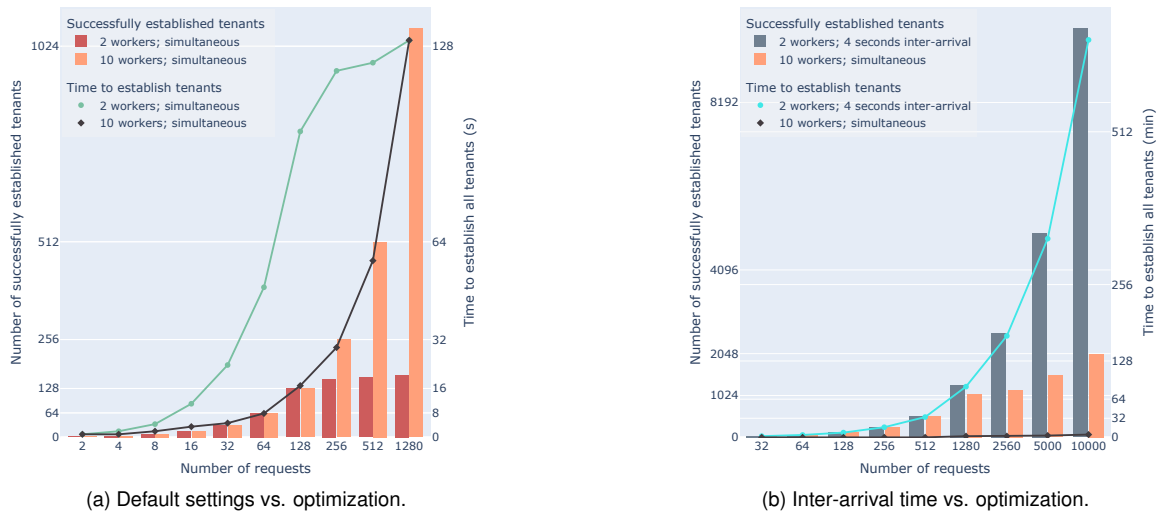 Successfully established tenants
2 workers; simultaneous
10 workers; simultaneous
Time to establish tenants
2 workers; simultaneous
10 workers; simultaneous
Number of successfully established tenants
1024
512
256
128
64
0
128
64
32
16
8
0
Time to establish all tenants (s)
2 4 8 16 32 64 128 256 512 1280
Number of requests
(a) Default settings vs. optimization.
Successfully established tenants
2 workers; 4 seconds inter-arrival
10 workers; simultaneous
Time to establish tenants
2 workers; 4 seconds inter-arrival
10 workers; simultaneous
Number of successfully established tenants
8192
4096
2048
1024
0
512
256
128
64
32
0
Time to establish all tenants (min)
32 64 128 256 512 1280 2560 5000 10000
Number of requests
(b) Inter-arrival time vs. optimization.